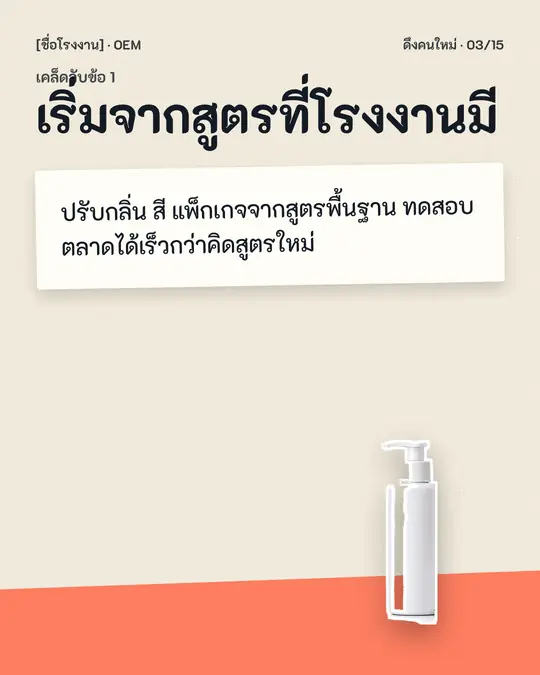 [ชื่อโรงงาน] · OEM
ดึงคนใหม่ · 03/15
เคล็ดลับข้อ 1
เริ่มจากสูตรที่โรงงานมี
ปรับกลิ่น สี แพ็กเกจจากสูตรพื้นฐาน ทดสอบ
ตลาดได้เร็วกว่าคิดสูตรใหม่